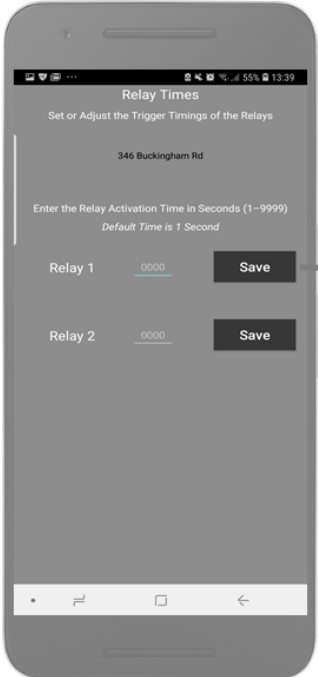 55% 13:39
Relay Times
Set or Adjust the Trigger Timings of the Relays
346 Buckingham Rd
Enter the Relay Activation Time in Seconds (1-9999)
Default Time is 1 Second
Relay 1 0000 Save
Relay 2 0000 Save